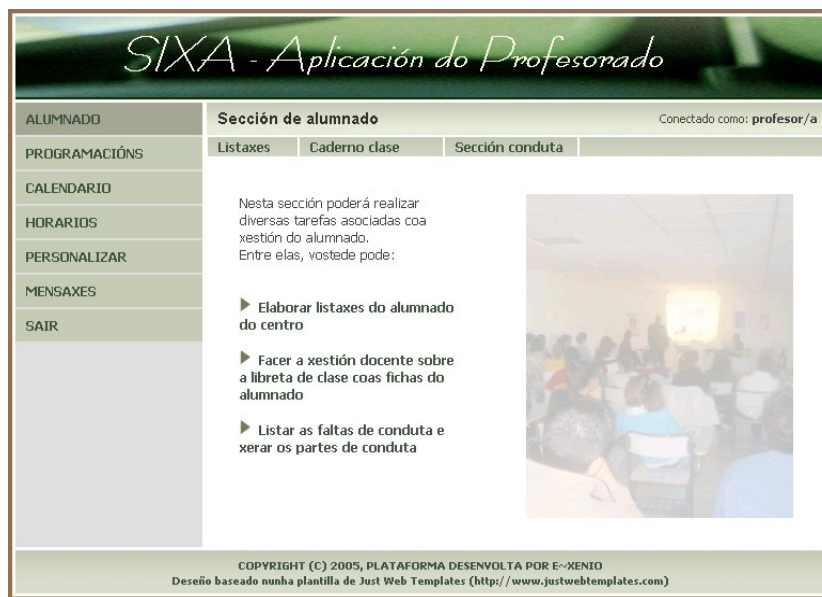 SIXA - Aplicación do Profesorado
ALUMNADO
PROGRAMACIÓNS
CALENDARIO
HORARIOS
PERSONALIZAR
MENSAXES
SAIR
Sección de alumnado
Conectado como: profesor/a
Listaxes
Caderno clase
Sección conduta
Nesta sección poderá realizar
diversas tarefas asociadas coa
xestión do alumnado.
Entre elas, vostede pode:
Elaborar listaxes do alumnado
do centro
Facer a xestión docente sobre
a libreta de clase coas fichas do
alumnado
Listar as faltas de conduta e
xerar os partes de conduta
COPYRIGHT (C) 2005, PLATAFORMA DESENVOLTA POR E~XENIO
Deseño baseado nunha plantilla de Just Web Templates (http://www.justwebtemplates.com)